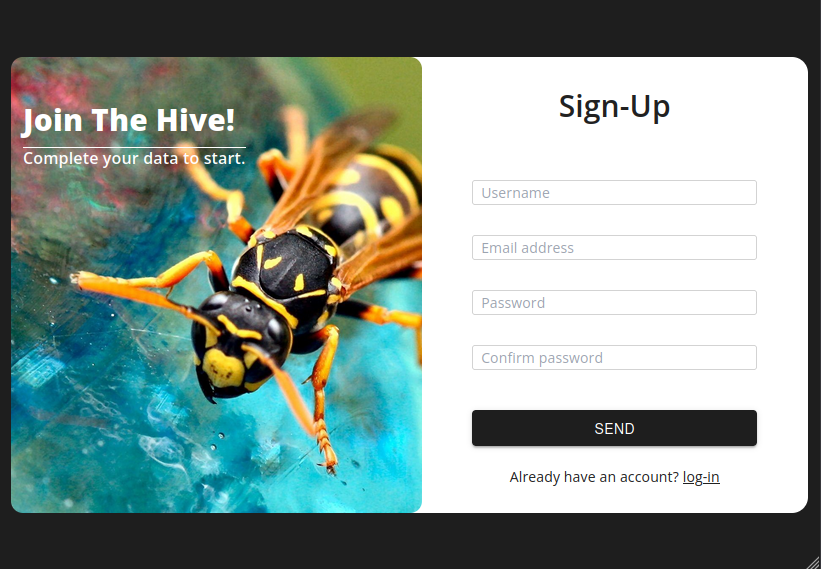 Join The Hive!
Complete your data to start.
Sign-Up
Username
Email address
Password
Confirm password
SEND
Already have an account? log-in